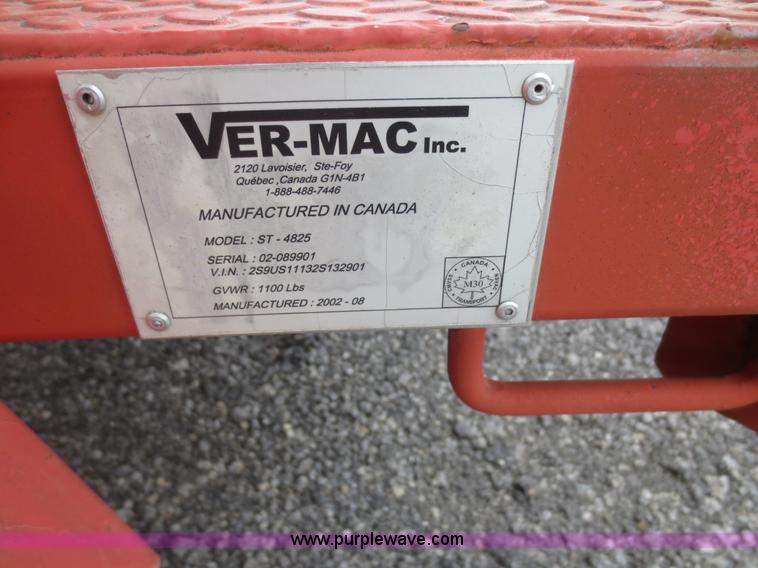 VER-MAC Inc.
2120 Lavoisier, Ste-Foy
Québec ,Canada G1N-4B1
1-888-488-7446
MANUFACTURED IN CANADA
MODEL : ST - 4825
SERIAL : 02-089901
V.I.N. : 2S9US11132S132901
GVWR : 1100 Lbs
MANUFACTURED : 2002 - 08
CANADA
M30
TRANSPORT
www.purplewave.com